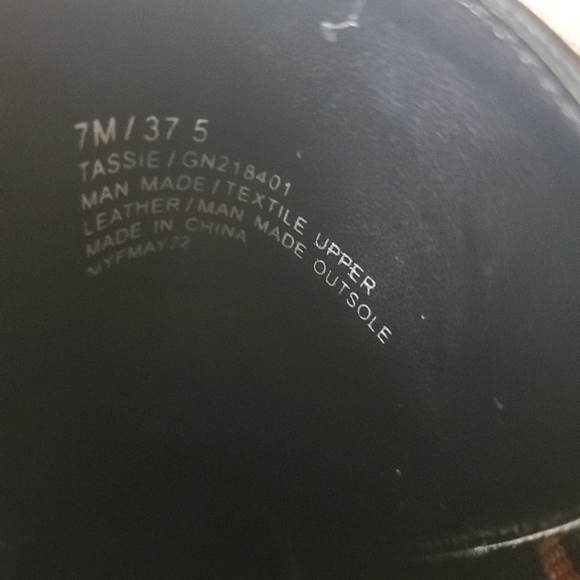 7M/37 5
TASSIE/GN218401
MAN MADE/TEXTILE UPPER
LEATHER/MAN MADE OUTSOLE
MADE IN CHINA
MYFMAY22